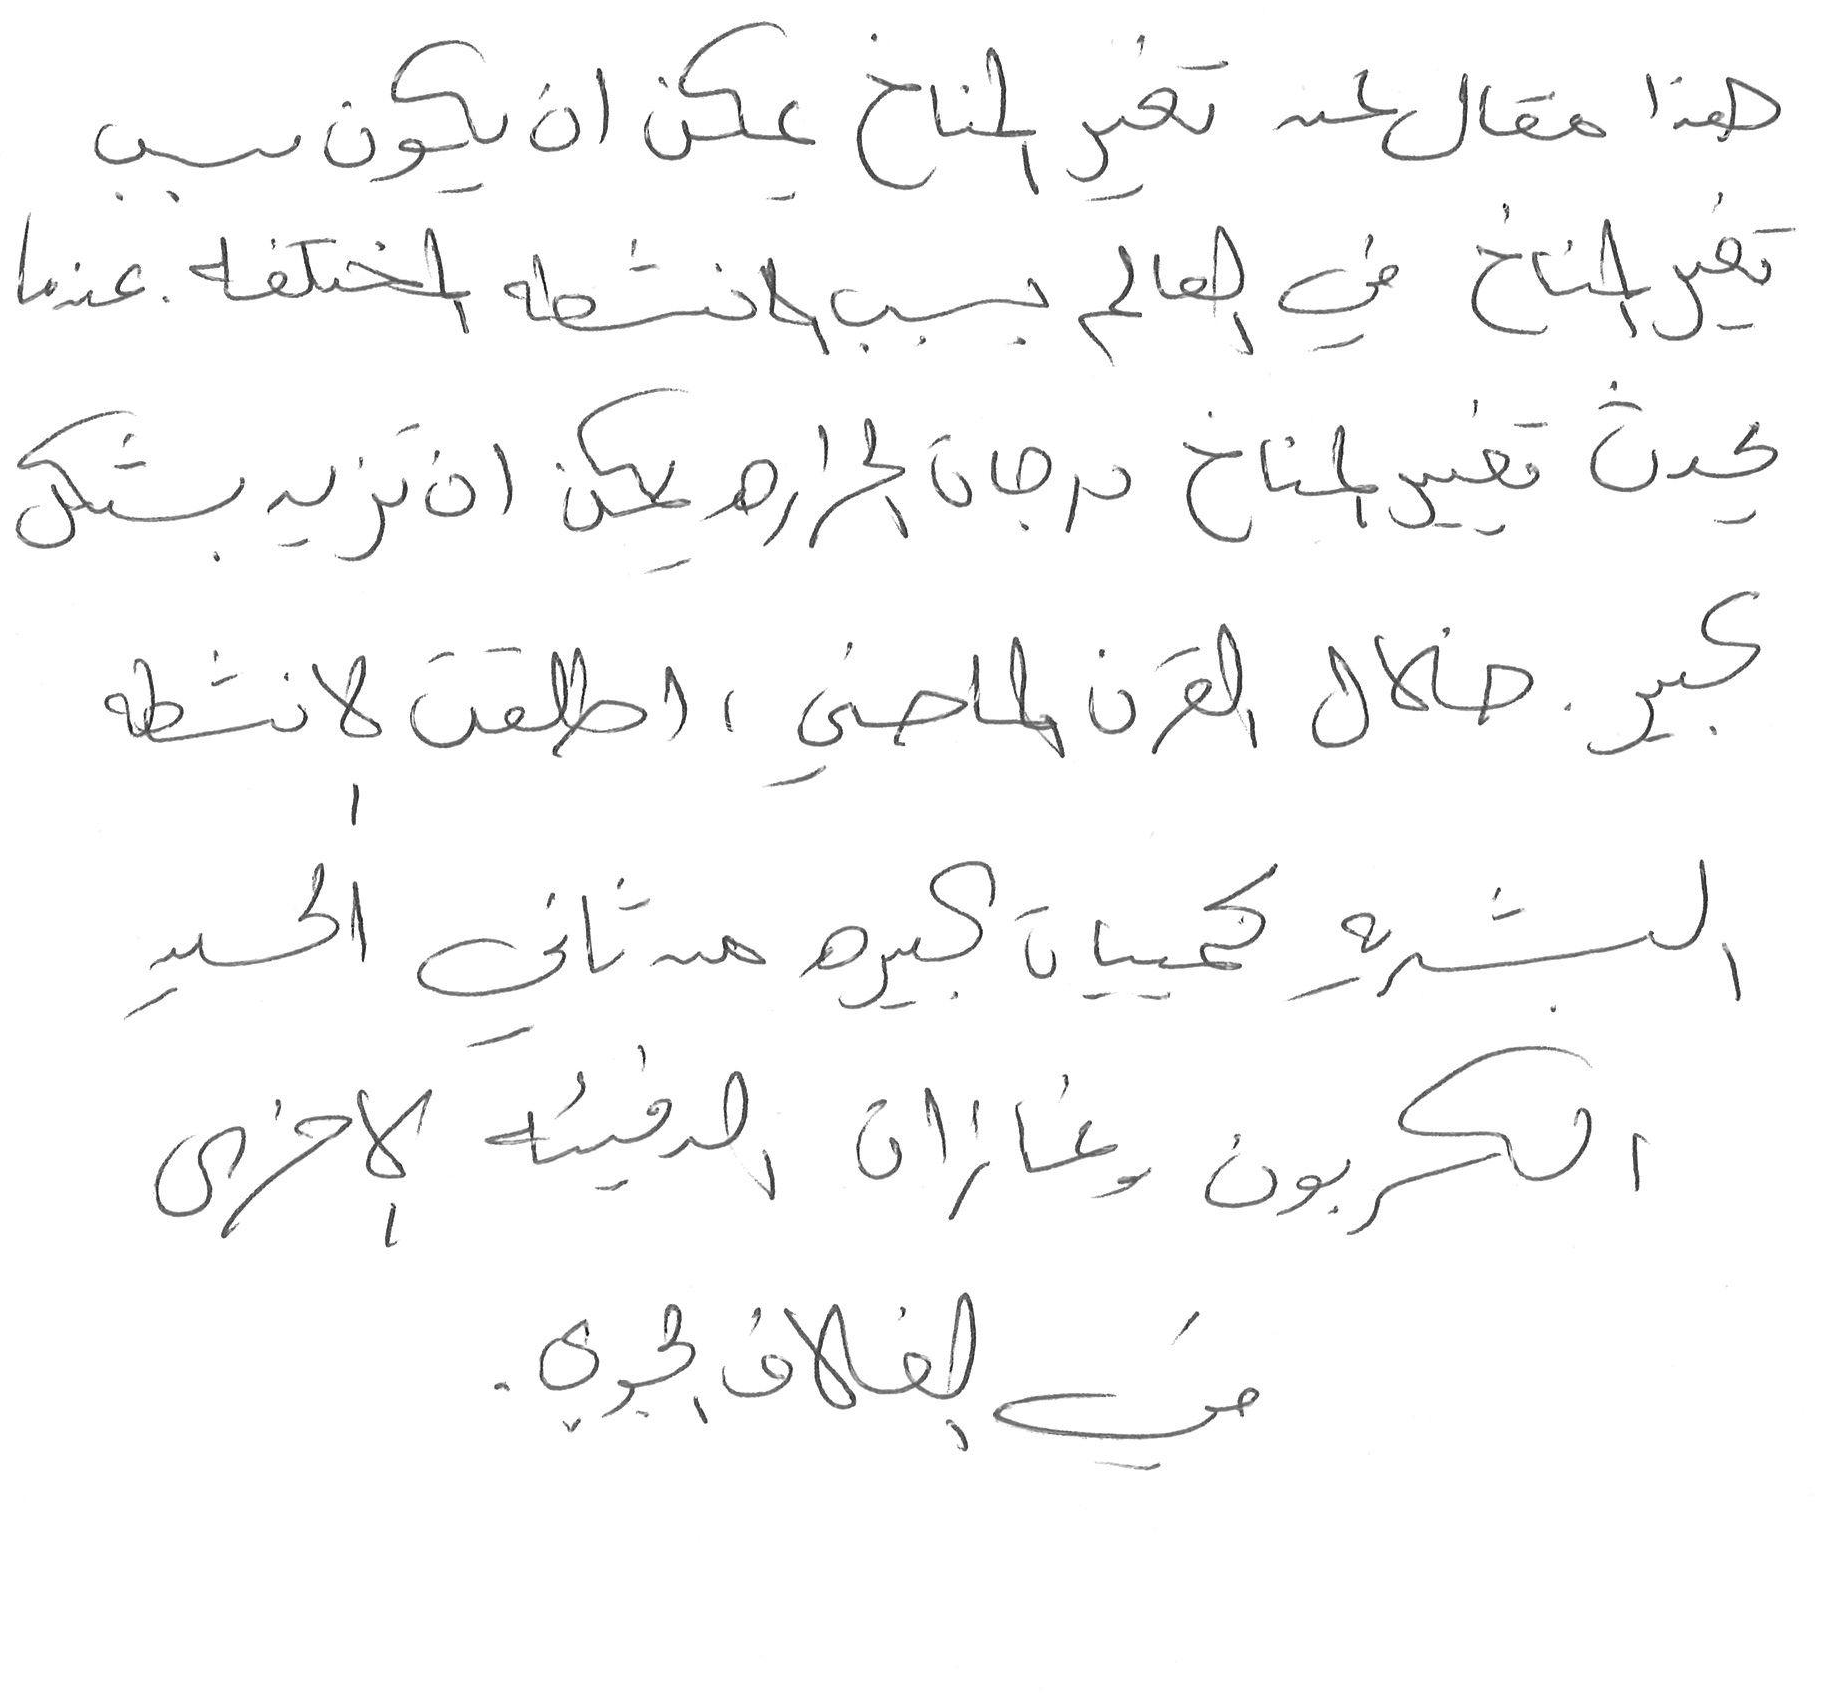 هذا مقال عن تغير المناخ يمكن ان يكون سبب
تغير المناخ في العالم بسبب الانشطه المختلفه. عندما
يحدث تغيير المناخ درجات الحراره يمكن ان تزيد بشكل
كبير. خلال القرن الماضي، اطلقت الانشطه
البشريه كميات كبيره من ثاني اكسيد
الكربون وغازات الدفيئه الاخرى
في الغلاف الجوي.